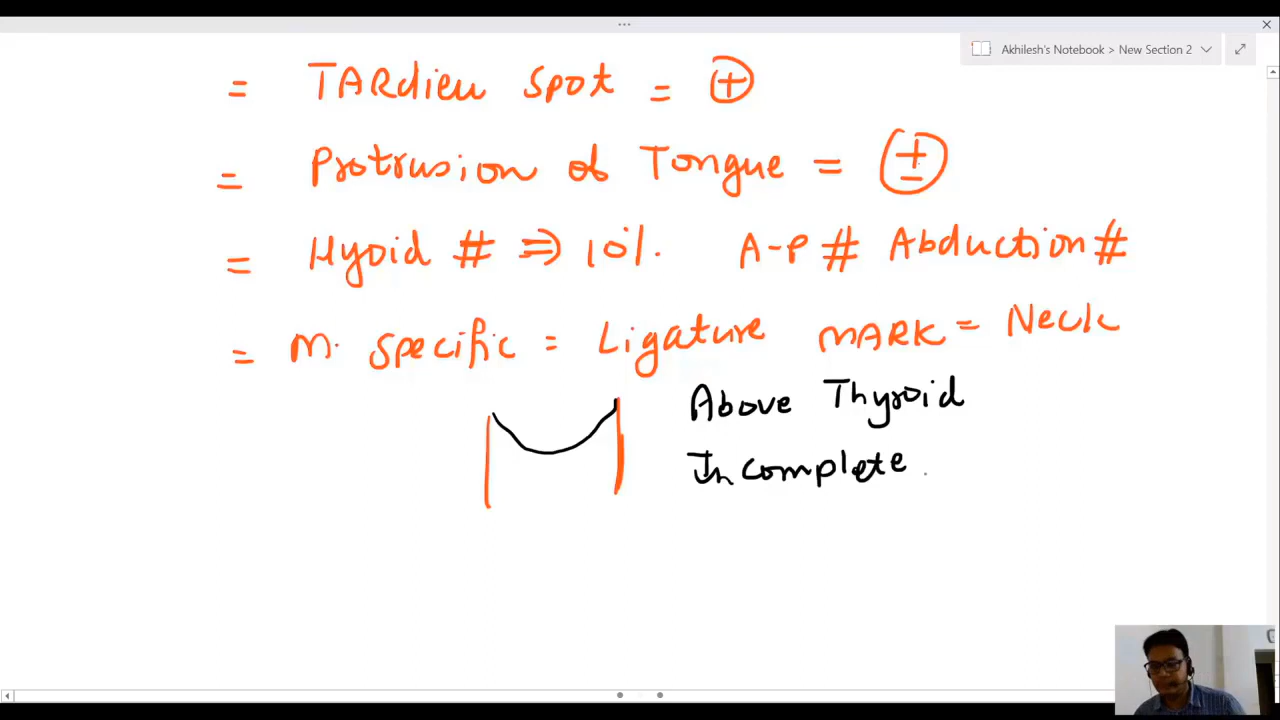 Akhilesh's Notebook > New Section 2
= TARdieu spot = ⊕
= Protrusion of Tongue = ±
= Hyoid # ⇒ 10%. A-P # Abduction #
= M. specific = Ligature MARK = Neck
Above Thyroid
Incomplete